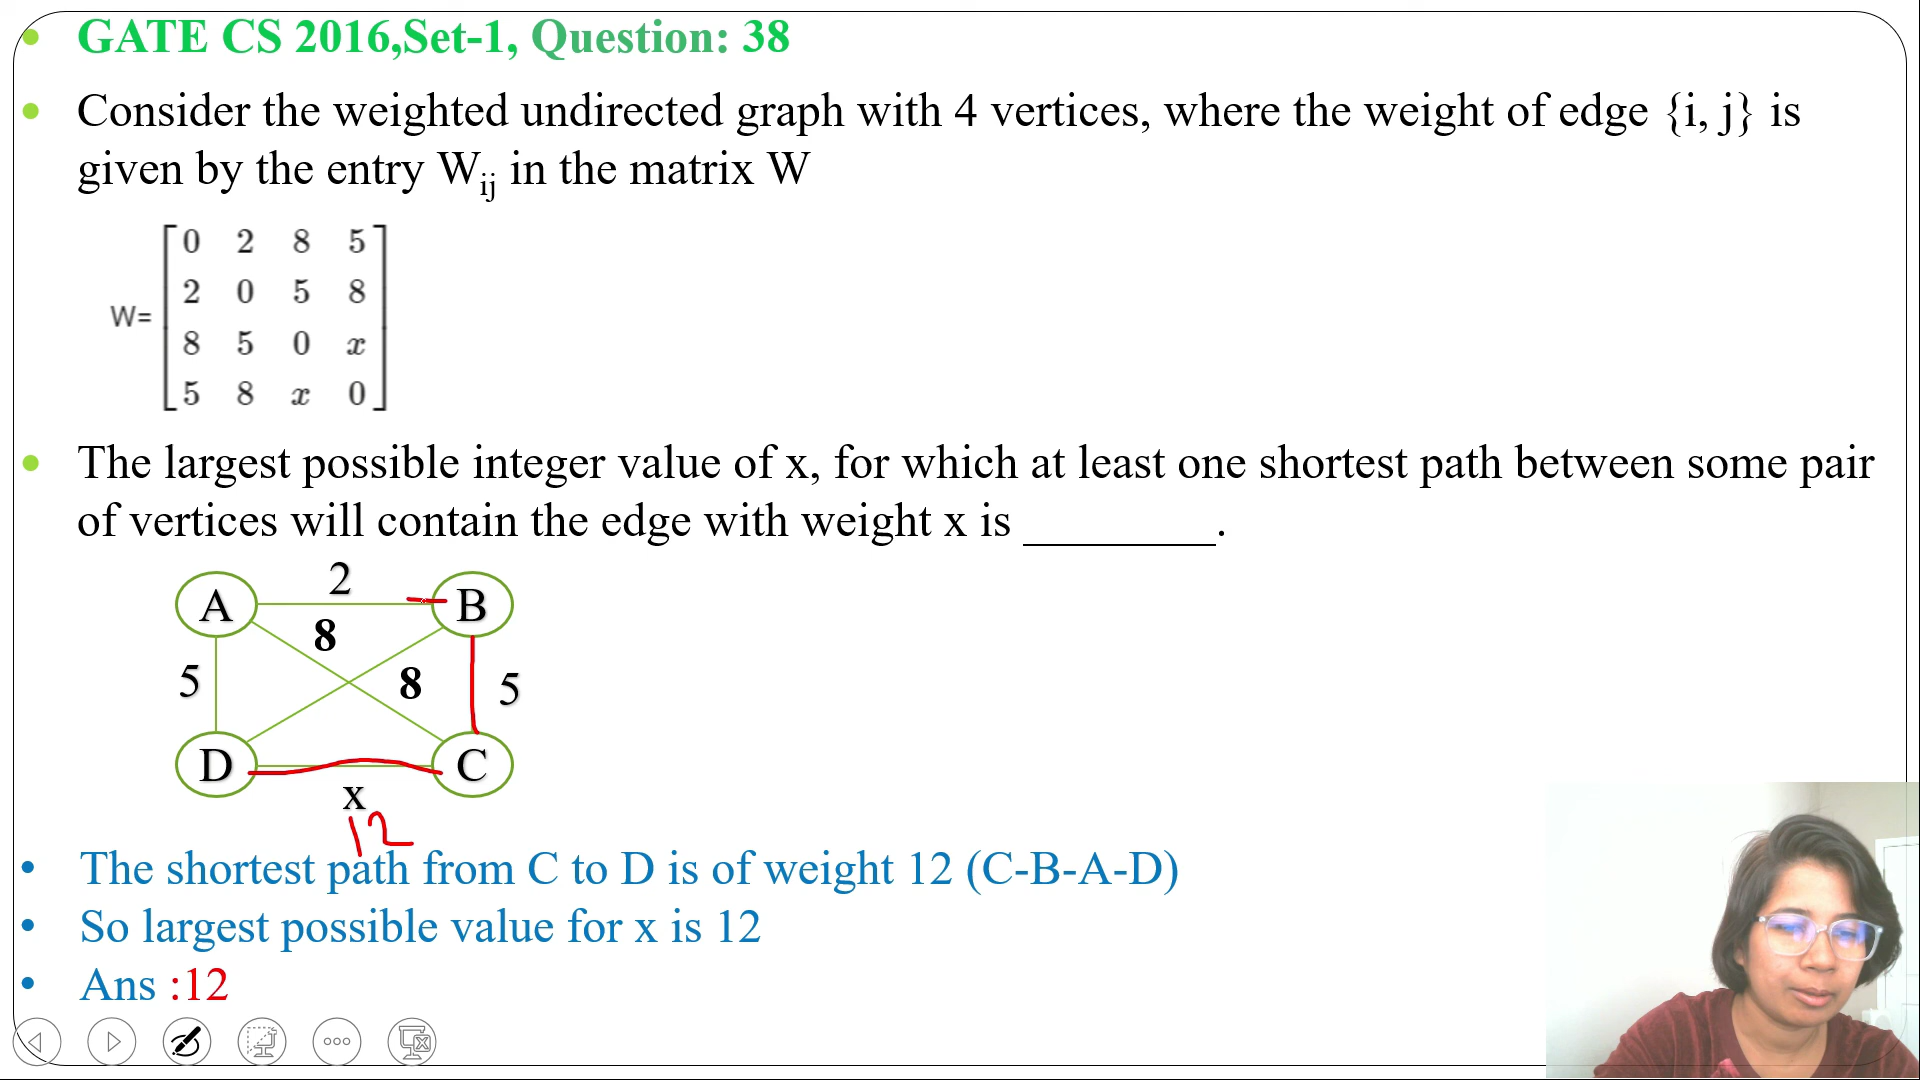 GATE CS 2016,Set-1, Question: 38
Consider the weighted undirected graph with 4 vertices, where the weight of edge {i, j} is
given by the entry Wij in the matrix W
W=
0 2 8 5
2 0 5 8
8 5 0 x
5 8 x 0
The largest possible integer value of x, for which at least one shortest path between some pair
of vertices will contain the edge with weight x is ________.
2
A B
8
5 8 5
D C
x
12
The shortest path from C to D is of weight 12 (C-B-A-D)
So largest possible value for x is 12
Ans :12